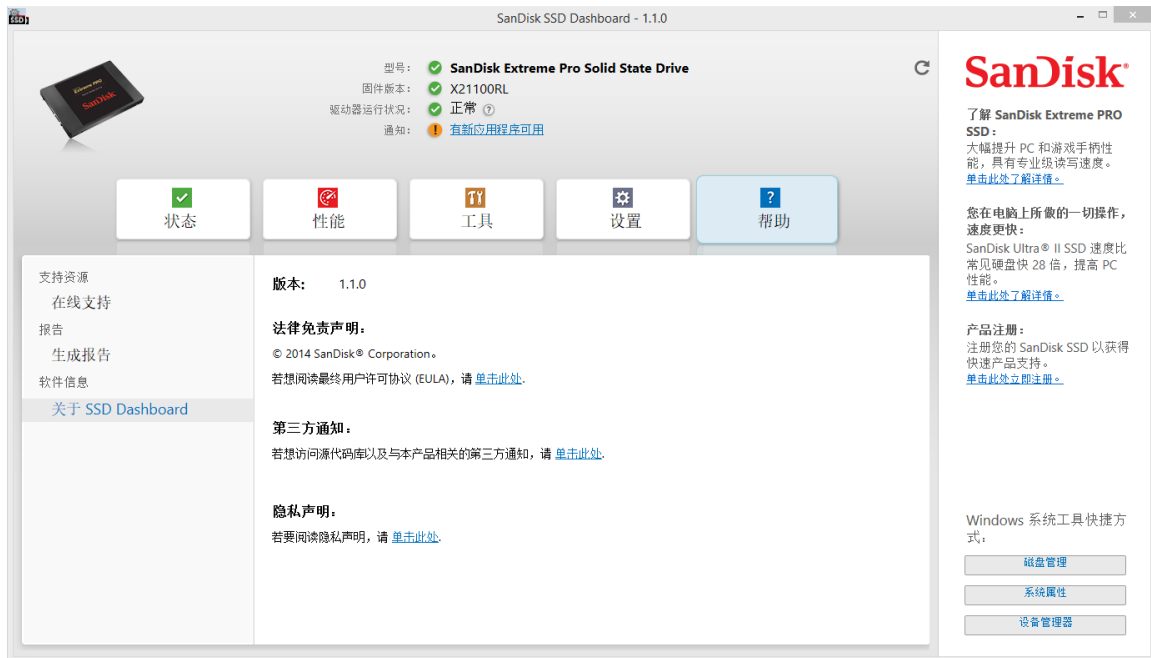 SSD
SanDisk SSD Dashboard - 1.1.0
Extreme PRO
SanDisk
型号: SanDisk Extreme Pro Solid State Drive
固件版本: X21100RL
驱动器运行状况: 正常 ?
通知: ! 有新应用程序可用
状态
性能
工具
设置
?
帮助
支持资源
在线支持
报告
生成报告
软件信息
关于 SSD Dashboard
版本: 1.1.0
法律免责声明:
© 2014 SanDisk® Corporation。
若想阅读最终用户许可协议 (EULA)，请 单击此处.
第三方通知:
若想访问源代码库以及与本产品相关的第三方通知，请 单击此处.
隐私声明:
若要阅读隐私声明，请 单击此处.
SanDisk®
了解 SanDisk Extreme PRO
SSD:
大幅提升 PC 和游戏手柄性
能，具有专业级读写速度。
单击此处了解详情。
您在电脑上所做的一切操作，
速度更快:
SanDisk Ultra® II SSD 速度比
常见硬盘快 28 倍，提高 PC
性能。
单击此处了解详情。
产品注册:
注册您的 SanDisk SSD 以获得
快速产品支持。
单击此处立即注册。
Windows 系统工具快捷方
式:
磁盘管理
系统属性
设备管理器